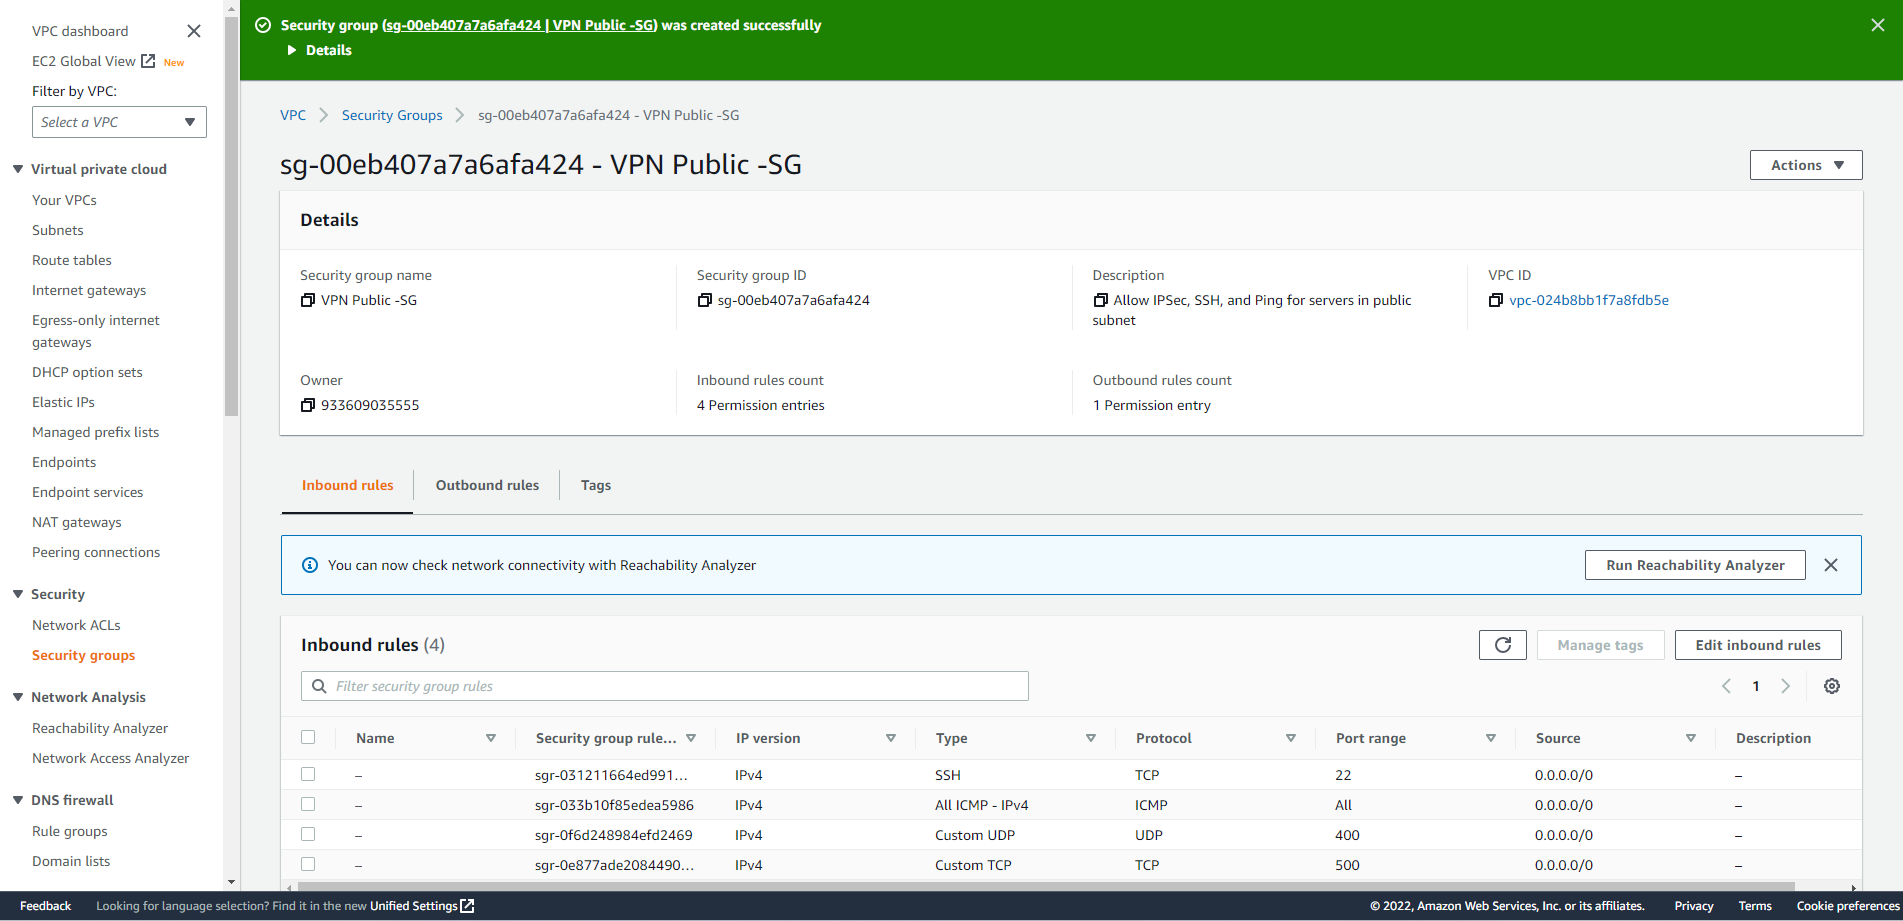 VPC dashboard
EC2 Global View New
Filter by VPC:
Select a VPC
Virtual private cloud
Your VPCs
Subnets
Route tables
Internet gateways
Egress-only internet
gateways
DHCP option sets
Elastic IPs
Managed prefix lists
Endpoints
Endpoint services
NAT gateways
Peering connections
Security
Network ACLs
Security groups
Network Analysis
Reachability Analyzer
Network Access Analyzer
DNS firewall
Rule groups
Domain lists
Security group (sg-00eb407a7a6afa424 | VPN Public -SG) was created successfully
Details
VPC Security Groups sg-00eb407a7a6afa424 - VPN Public -SG
sg-00eb407a7a6afa424 - VPN Public -SG
Actions
Details
Security group name Security group ID Description VPC ID
VPN Public -SG sg-00eb407a7a6afa424 Allow IPSec, SSH, and Ping for servers in public vpc-024b8bb1f7a8fdb5e
subnet
Owner Inbound rules count Outbound rules count
933609035555 4 Permission entries 1 Permission entry
Inbound rules Outbound rules Tags
You can now check network connectivity with Reachability Analyzer Run Reachability Analyzer
Inbound rules (4) Manage tags Edit inbound rules
Filter security group rules 1
Name Security group rule... IP version Type Protocol Port range Source Description
– sgr-031211664ed991... IPv4 SSH TCP 22 0.0.0.0/0 –
– sgr-033b10f85edea5986 IPv4 All ICMP - IPv4 ICMP All 0.0.0.0/0 –
– sgr-0f6d248984efd2469 IPv4 Custom UDP UDP 400 0.0.0.0/0 –
– sgr-0e877ade2084490... IPv4 Custom TCP TCP 500 0.0.0.0/0 –
Feedback Looking for language selection? Find it in the new Unified Settings © 2022, Amazon Web Services, Inc. or its affiliates. Privacy Terms Cookie preferences